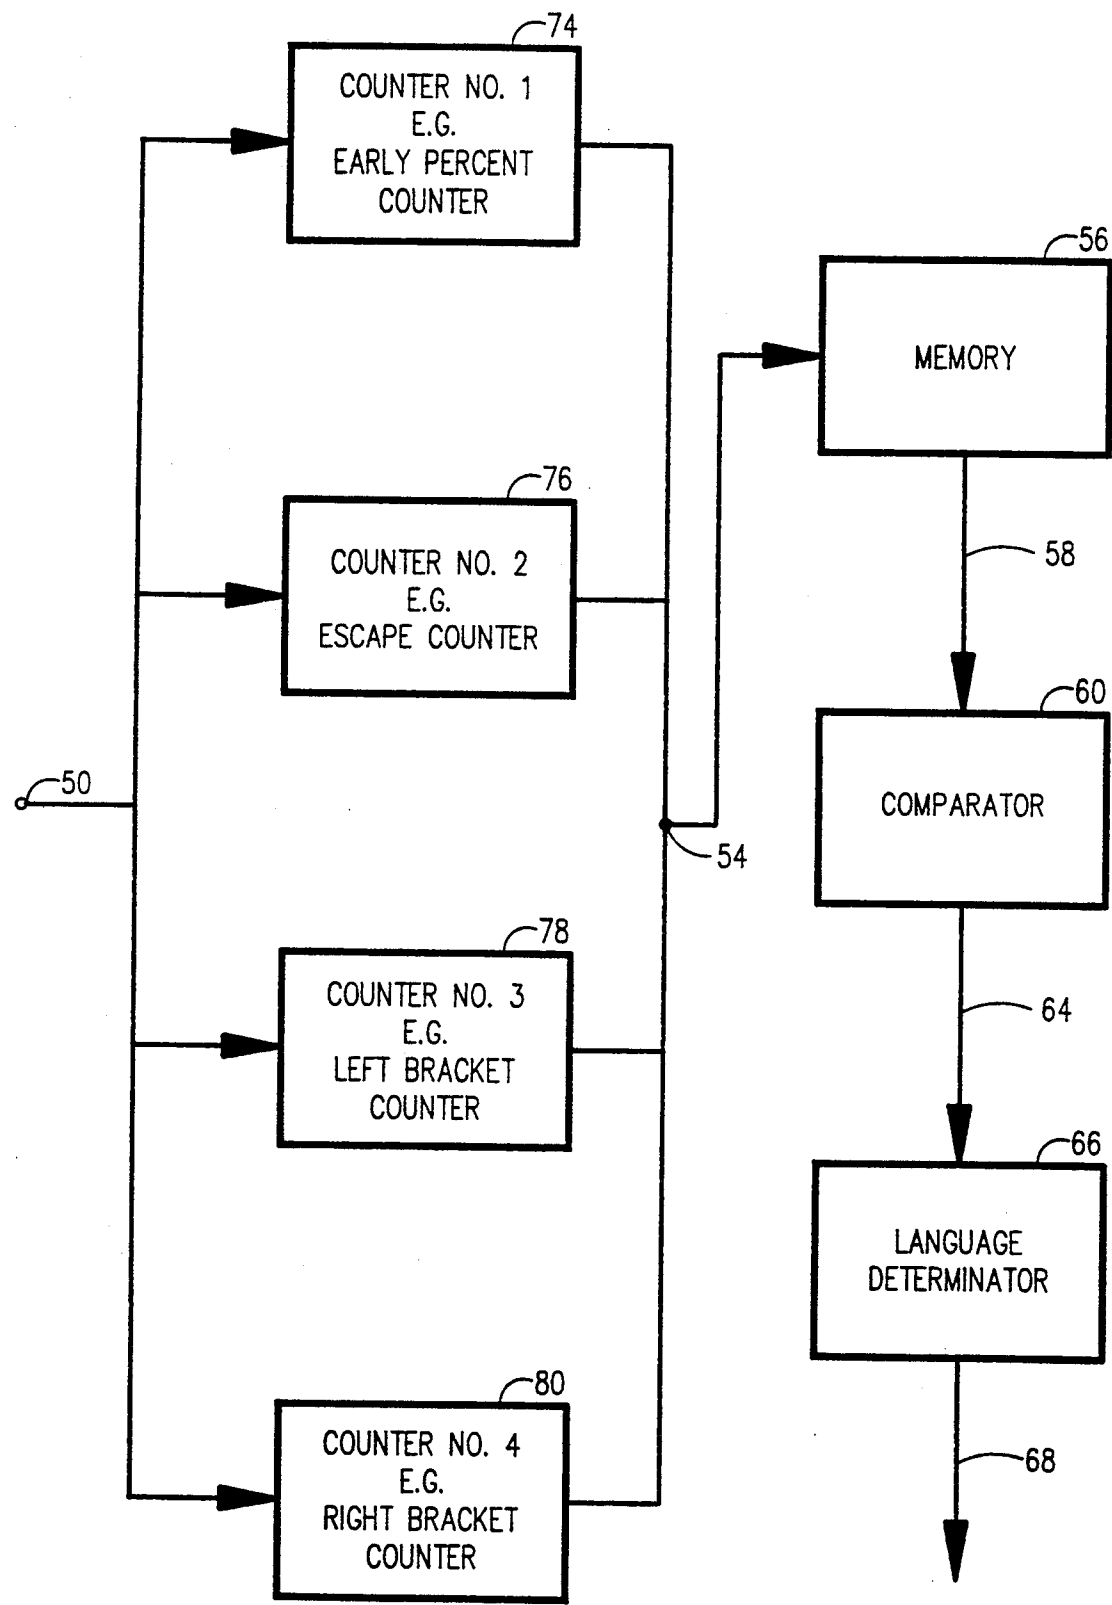 74
COUNTER NO. 1
E.G.
EARLY PERCENT
COUNTER
56
MEMORY
76
COUNTER NO. 2
E.G.
ESCAPE COUNTER
58
60
COMPARATOR
50
54
78
COUNTER NO. 3
E.G.
LEFT BRACKET
COUNTER
64
66
LANGUAGE
DETERMINATOR
80
COUNTER NO. 4
E.G.
RIGHT BRACKET
COUNTER
68